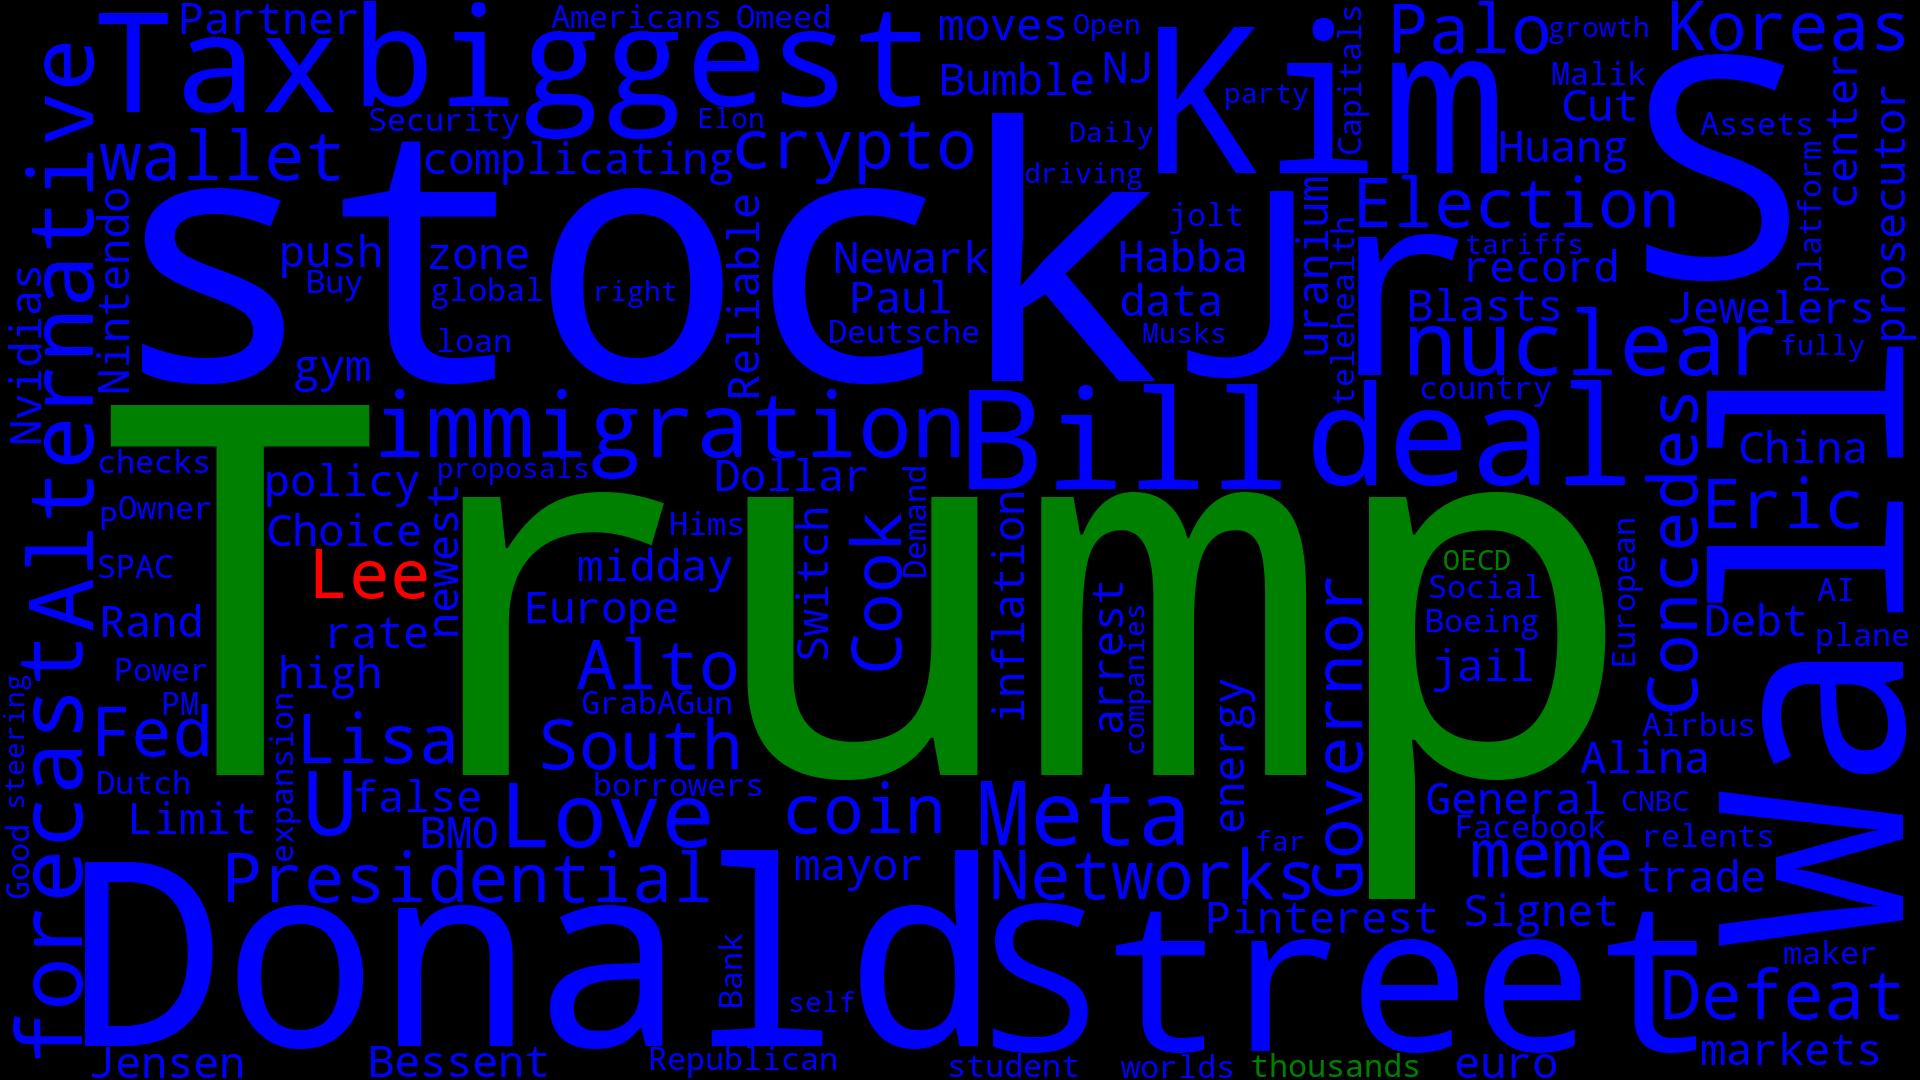 Partner
Americans
Omeed
moves
Open
Palo
growth
Koreas
Tax
biggest
Bumble
NJ
Kim
party
Capitals
Malik
Cut
S
Assets
center
prosecutor
Security
Elon
Daily
Huang
wallet
complicating
crypto
driving
Election
platform
Alternative
Nintendo
stock
push
zone
Reliable
Newark
jolt
Habba
uranium
Jr
tariffs
record
Buy
global
right
Paul
data
telehealth
Blasts
Jewelers
Nvidias
loan
Deutsche
Musks
nuclear
fully
gym
immigration
Bill
deal
country
Concedes
China
Wall
checks
policy
proposals
Dollar
Eric
P
Owner
Choice
newest
Hims
Switch
Cook
Demand
inflation
Trump
OECD
European
SPAC
Lee
midday
Social
AI
Rand
rate
Europe
arrest
companies
Boeing
Debt
plane
Power
high
Alto
jail
PM
GrabAGun
energy
Governor
Airbus
Fed
expansion
Lisa
South
Alina
Dutch
U
false
borrowers
General
CNBC
Good
steering
forecast
Limit
BMO
Love
coin
Meta
far
Facebook
relents
Presidential
mayor
Networks
meme
trade
Donald
Pinterest
Signet
Street
Bank
self
maker
Defeat
Jensen
Bessent
Republican
student
worlds
thousands
euro
markets